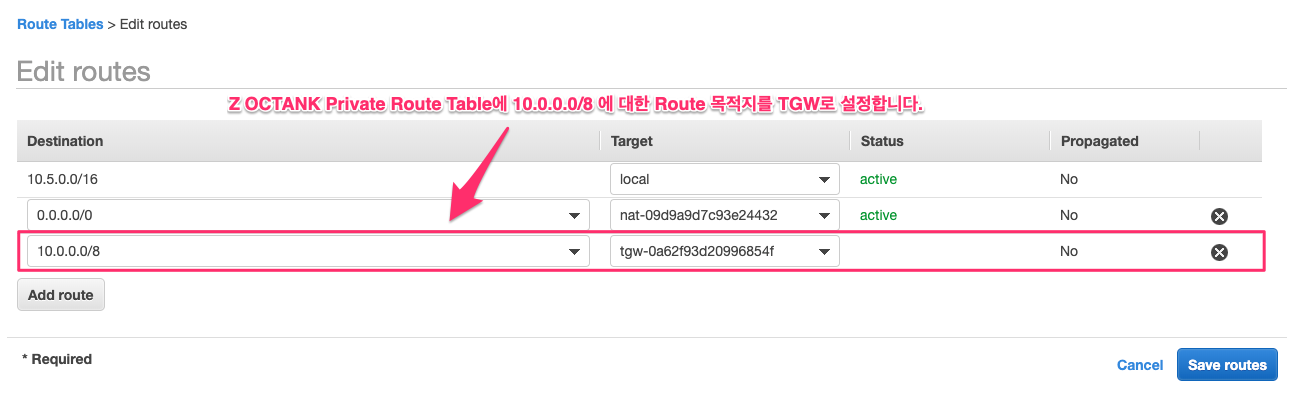 Route Tables > Edit routes
Edit routes
Z OCTANK Private Route Table에 10.0.0.0/8 에 대한 Route 목적지를 TGW로 설정합니다.
Destination Target Status Propagated
10.5.0.0/16 local active No
0.0.0.0/0 nat-09d9a9d7c93e24432 active No
10.0.0.0/8 tgw-0a62f93d20996854f No
Add route
* Required
Cancel Save routes